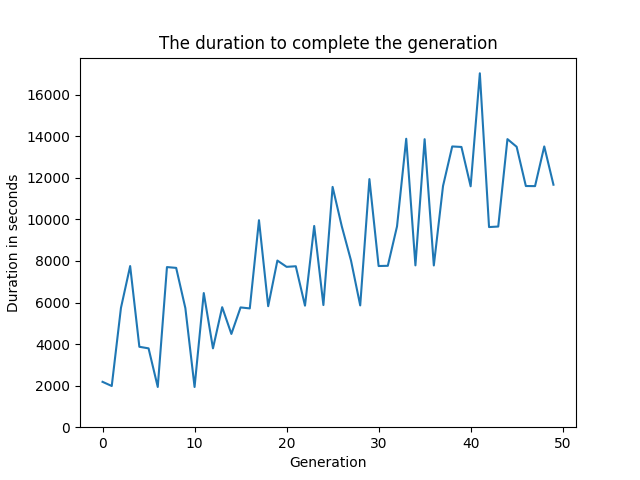 The duration to complete the generation
Duration in seconds
16000
14000
12000
10000
8000
6000
4000
2000
0
0 10 20 30 40 50
Generation